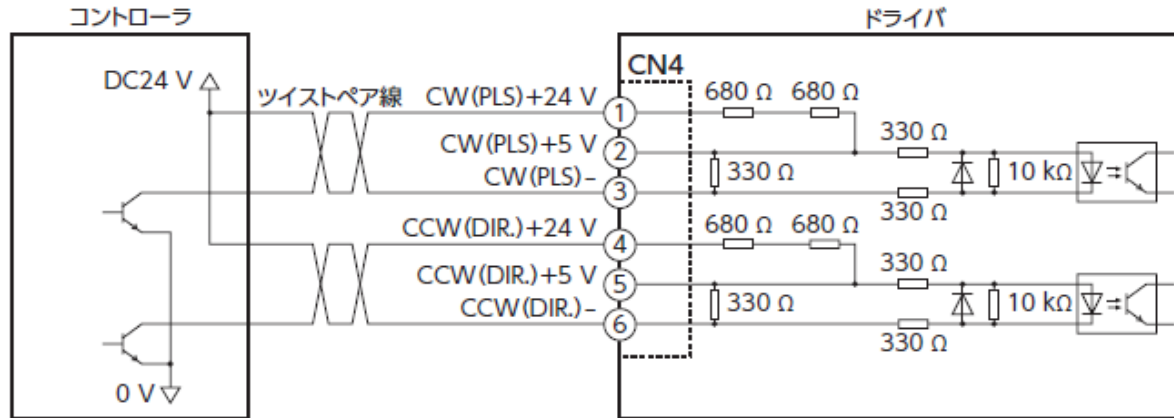 コントローラ
ドライバ
DC24 V
ツイストペア線
CW(PLS)+24 V
CW(PLS)+5 V
CW(PLS)−
CCW(DIR.)+24 V
CCW(DIR.)+5 V
CCW(DIR.)−
0 V
CN4
1
2
3
4
5
6
680 Ω 680 Ω
330 Ω
330 Ω
10 kΩ
330 Ω
680 Ω 680 Ω
330 Ω
330 Ω
10 kΩ
330 Ω